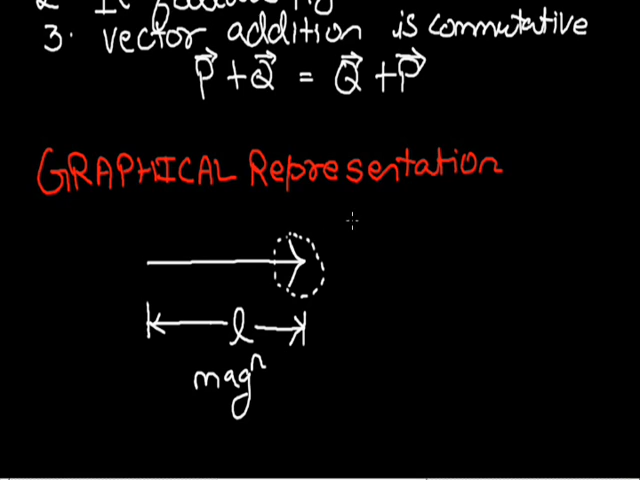 3. vector addition is commutative
P⃗ + Q⃗ = Q⃗ + P⃗
GRAPHICAL Representation
l
magⁿ